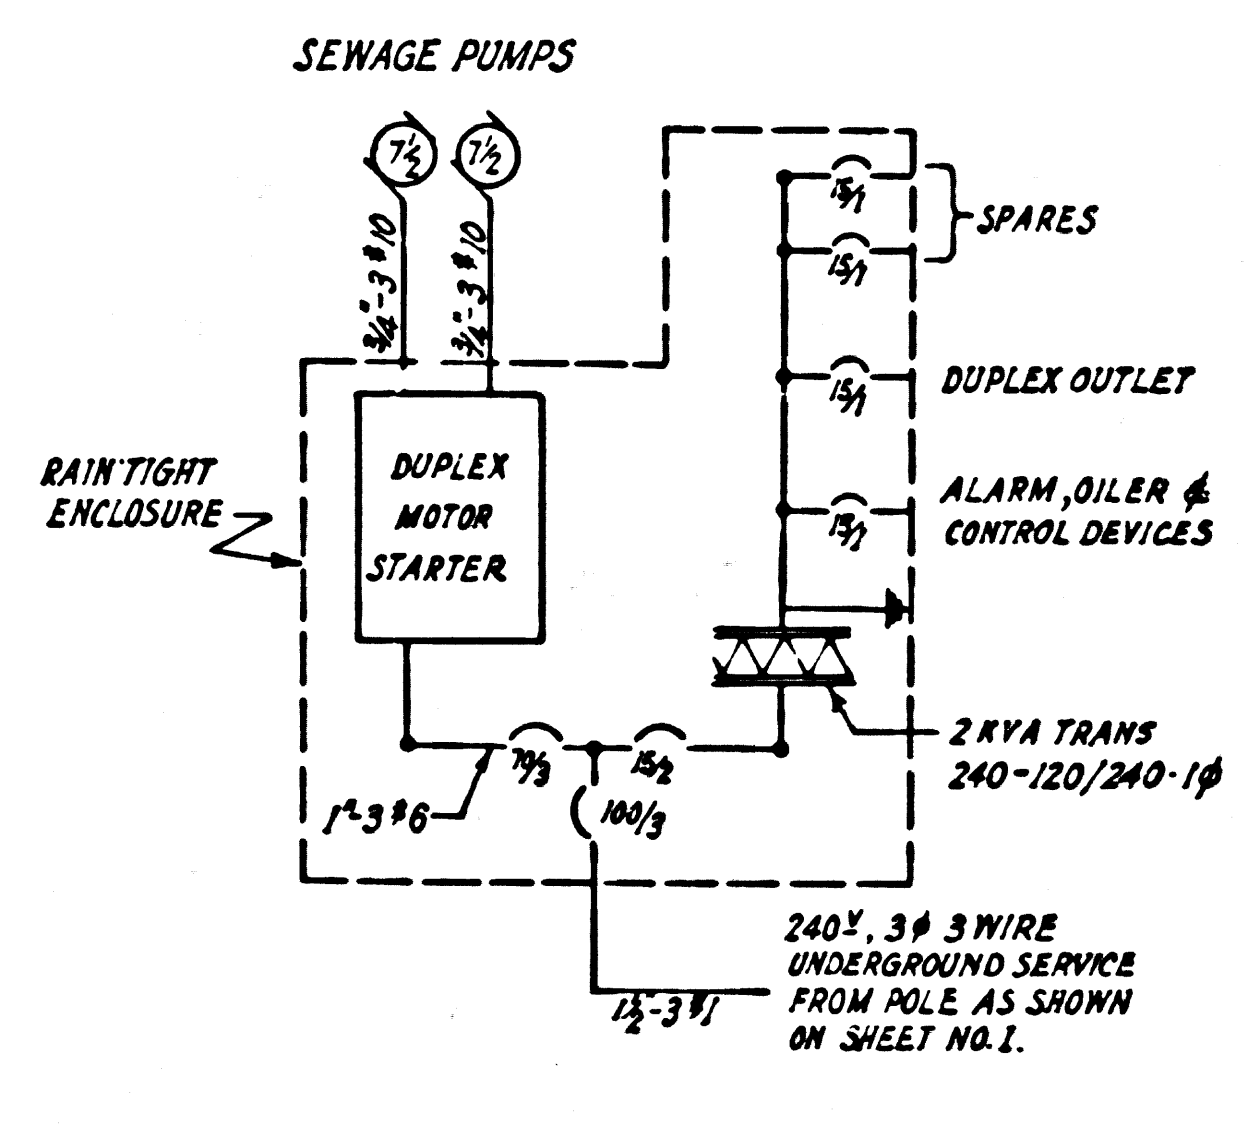 SEWAGE PUMPS
7½ 7½
¾"-3 #10
¾"-3 #10
15/1
15/1
SPARES
15/1
DUPLEX OUTLET
15/1
ALARM, OILER &
CONTROL DEVICES
RAIN TIGHT
ENCLOSURE
DUPLEX
MOTOR
STARTER
2 KVA TRANS
240-120/240-1ϕ
70/3
15/2
1"-3 #6
100/3
240V, 3ϕ 3 WIRE
UNDERGROUND SERVICE
FROM POLE AS SHOWN
ON SHEET NO. 1.
1½"-3 #1